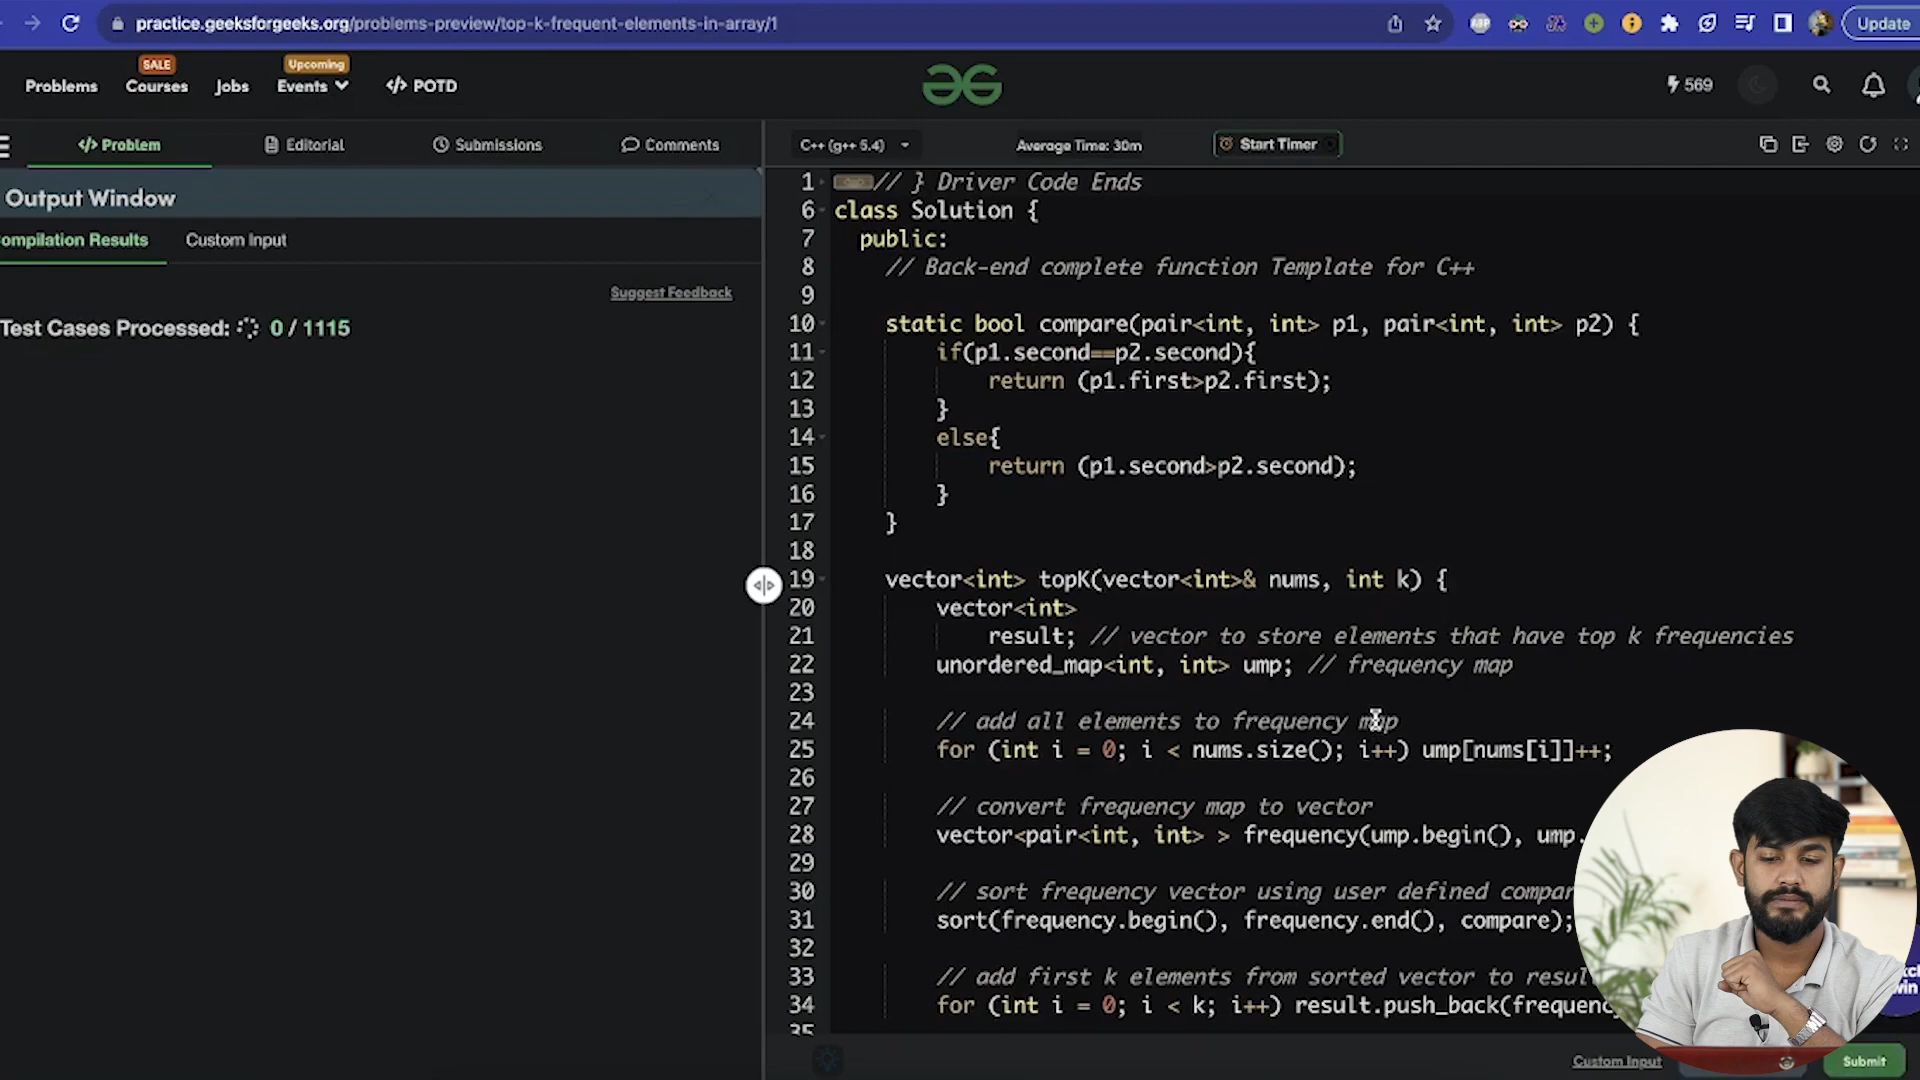 practice.geeksforgeeks.org/problems-preview/top-k-frequent-elements-in-array/1
ABP
Update
Problems
SALE
Courses
Jobs
Upcoming
Events
</> POTD
569
</> Problem
Editorial
Submissions
Comments
C++ (g++ 5.4)
Average Time: 30m
Start Timer
Output Window
ompilation Results
Custom Input
Suggest Feedback
Test Cases Processed: 0 / 1115
1 // } Driver Code Ends
6 class Solution {
7 public:
8 // Back-end complete function Template for C++
9
10 static bool compare(pair<int, int> p1, pair<int, int> p2) {
11 if(p1.second==p2.second){
12 return (p1.first>p2.first);
13 }
14 else{
15 return (p1.second>p2.second);
16 }
17 }
18
19 vector<int> topK(vector<int>& nums, int k) {
20 vector<int>
21 result; // vector to store elements that have top k frequencies
22 unordered_map<int, int> ump; // frequency map
23
24 // add all elements to frequency map
25 for (int i = 0; i < nums.size(); i++) ump[nums[i]]++;
26
27 // convert frequency map to vector
28 vector<pair<int, int> > frequency(ump.begin(), ump.
29
30 // sort frequency vector using user defined compar
31 sort(frequency.begin(), frequency.end(), compare);
32
33 // add first k elements from sorted vector to resul
34 for (int i = 0; i < k; i++) result.push_back(frequency
35
Custom Input
Submit